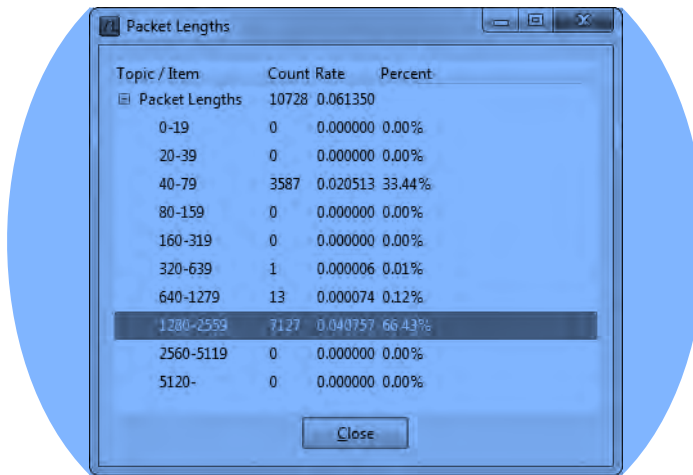 Packet Lengths
Topic / Item Count Rate Percent
Packet Lengths 10728 0.061350
0-19 0 0.000000 0.00%
20-39 0 0.000000 0.00%
40-79 3587 0.020513 33.44%
80-159 0 0.000000 0.00%
160-319 0 0.000000 0.00%
320-639 1 0.000006 0.01%
640-1279 13 0.000074 0.12%
1280-2559 7127 0.040757 66.43%
2560-5119 0 0.000000 0.00%
5120- 0 0.000000 0.00%
Close